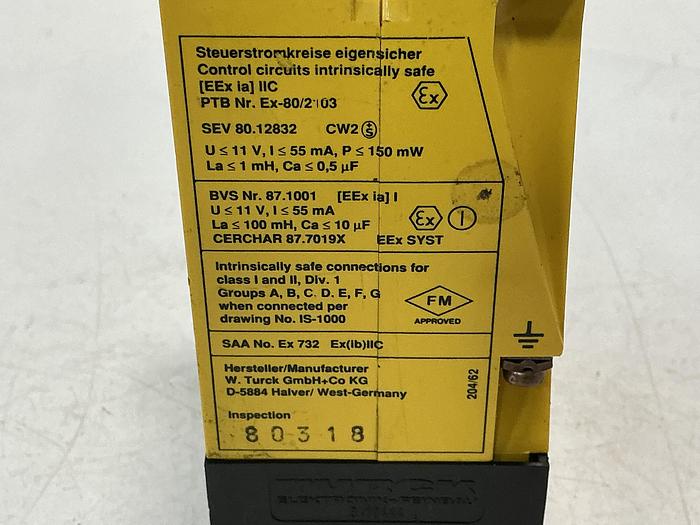 Steuerstromkreise eigensicher
Control circuits intrinsically safe
[EEx ia] IIC
PTB Nr. Ex-80/2103
SEV 80.12832 CW2 S
U ≤ 11 V, I ≤ 55 mA, P ≤ 150 mW
La ≤ 1 mH, Ca ≤ 0,5 µF
BVS Nr. 87.1001 [EEx ia] I
U ≤ 11 V, I ≤ 55 mA
La ≤ 100 mH, Ca ≤ 10 µF
CERCHAR 87.7019X EEx SYST
εx I
Intrinsically safe connections for
class I and II, Div. 1
Groups A, B, C, D, E, F, G
when connected per
drawing No. IS-1000
FM
APPROVED
SAA No. Ex 732 Ex(ib)IIC
Hersteller/Manufacturer
W. Turck GmbH+Co KG
D-5884 Halver/ West-Germany
204/62
Inspection
80318
TURCK
ELEKTRONIK-FEINBAU